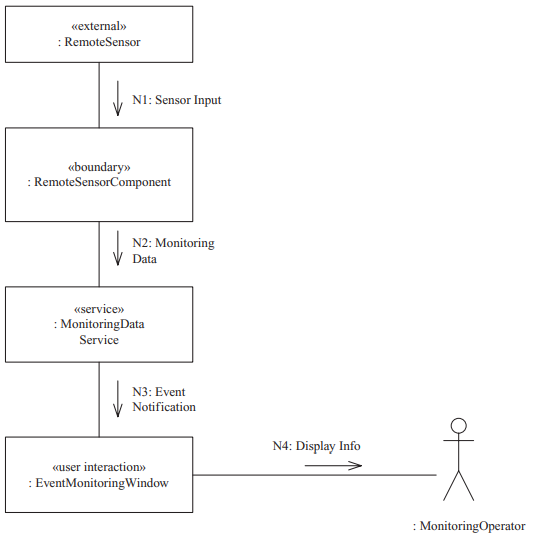 «external»
: RemoteSensor
N1: Sensor Input
«boundary»
: RemoteSensorComponent
N2: Monitoring
Data
«service»
: MonitoringData
Service
N3: Event
Notification
«user interaction»
: EventMonitoringWindow
N4: Display Info
: MonitoringOperator